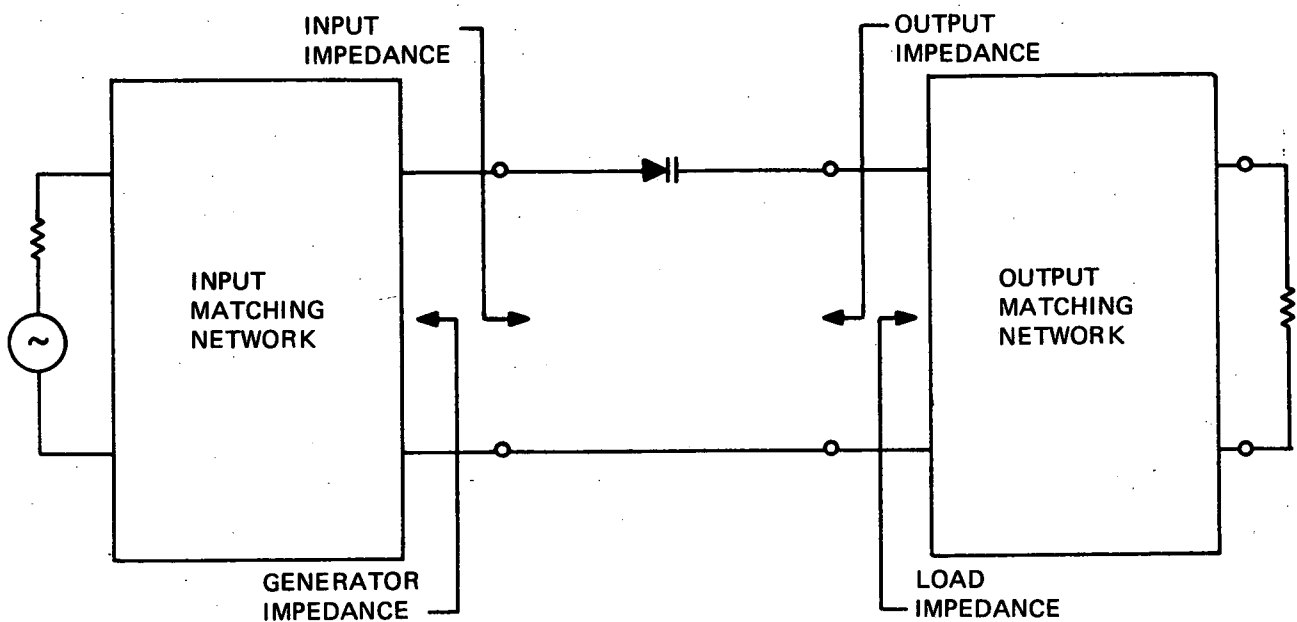 INPUT
IMPEDANCE
OUTPUT
IMPEDANCE
INPUT
MATCHING
NETWORK
OUTPUT
MATCHING
NETWORK
~
GENERATOR
IMPEDANCE
LOAD
IMPEDANCE